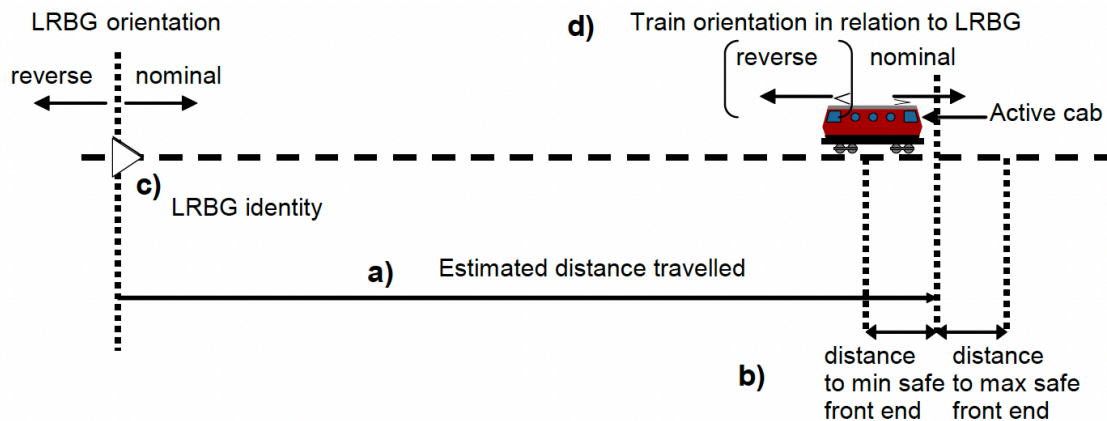 LRBG orientation
d) Train orientation in relation to LRBG
reverse nominal
reverse nominal
Active cab
c)
LRBG identity
a) Estimated distance travelled
b)
distance
to min safe
front end
distance
to max safe
front end